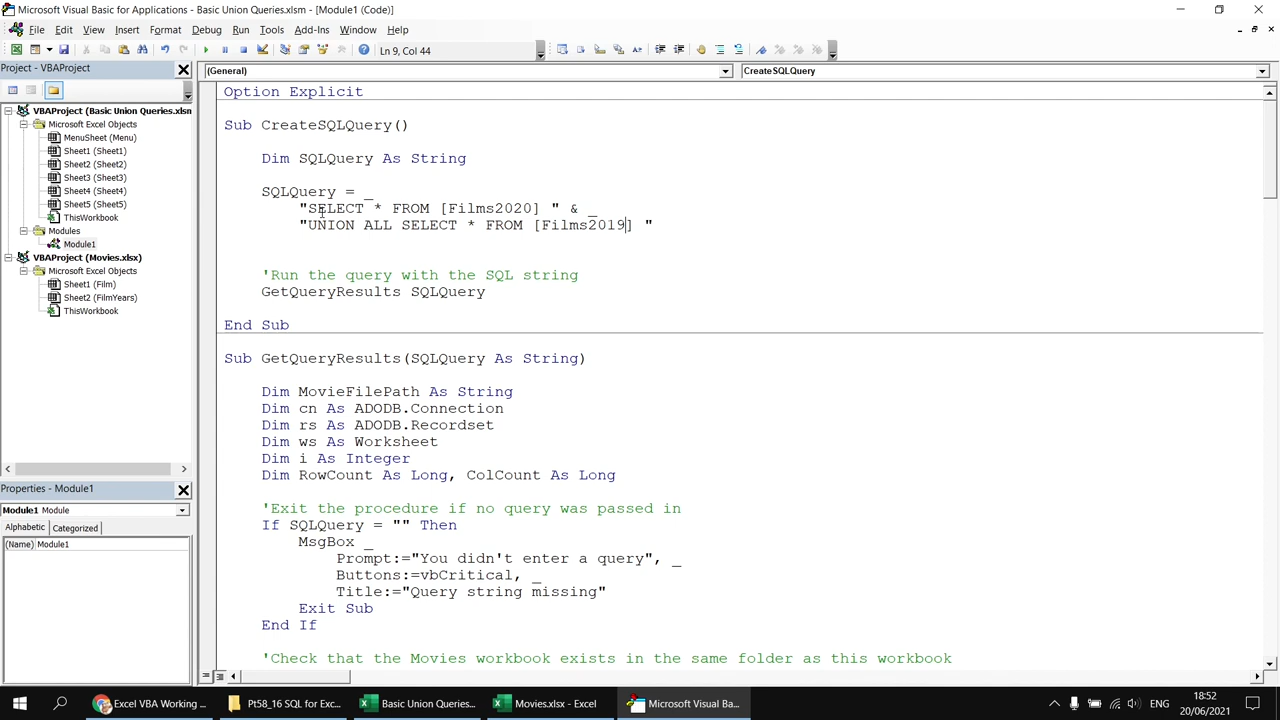 Microsoft Visual Basic for Applications - Basic Union Queries.xlsm - [Module1 (Code)]
File Edit View Insert Format Debug Run Tools Add-Ins Window Help
Ln 9, Col 44
Project - VBAProject
(General)
CreateSQLQuery
VBAProject (Basic Union Queries.xlsm
Microsoft Excel Objects
MenuSheet (Menu)
Sheet1 (Sheet1)
Sheet2 (Sheet2)
Sheet3 (Sheet3)
Sheet4 (Sheet4)
Sheet5 (Sheet5)
ThisWorkbook
Modules
Module1
VBAProject (Movies.xlsx)
Microsoft Excel Objects
Sheet1 (Film)
Sheet2 (FilmYears)
ThisWorkbook
Properties - Module1
Module1 Module
Alphabetic Categorized
(Name) Module1
Option Explicit
Sub CreateSQLQuery()
Dim SQLQuery As String
SQLQuery = _
"SELECT * FROM [Films2020] " & _
"UNION ALL SELECT * FROM [Films2019] "
'Run the query with the SQL string
GetQueryResults SQLQuery
End Sub
Sub GetQueryResults(SQLQuery As String)
Dim MovieFilePath As String
Dim cn As ADODB.Connection
Dim rs As ADODB.Recordset
Dim ws As Worksheet
Dim i As Integer
Dim RowCount As Long, ColCount As Long
'Exit the procedure if no query was passed in
If SQLQuery = "" Then
MsgBox _
Prompt:="You didn't enter a query", _
Buttons:=vbCritical, _
Title:="Query string missing"
Exit Sub
End If
'Check that the Movies workbook exists in the same folder as this workbook
Excel VBA Working ...
Pt58_16 SQL for Exc...
Basic Union Queries...
Movies.xlsx - Excel
Microsoft Visual Ba...
ENG
18:52
20/06/2021